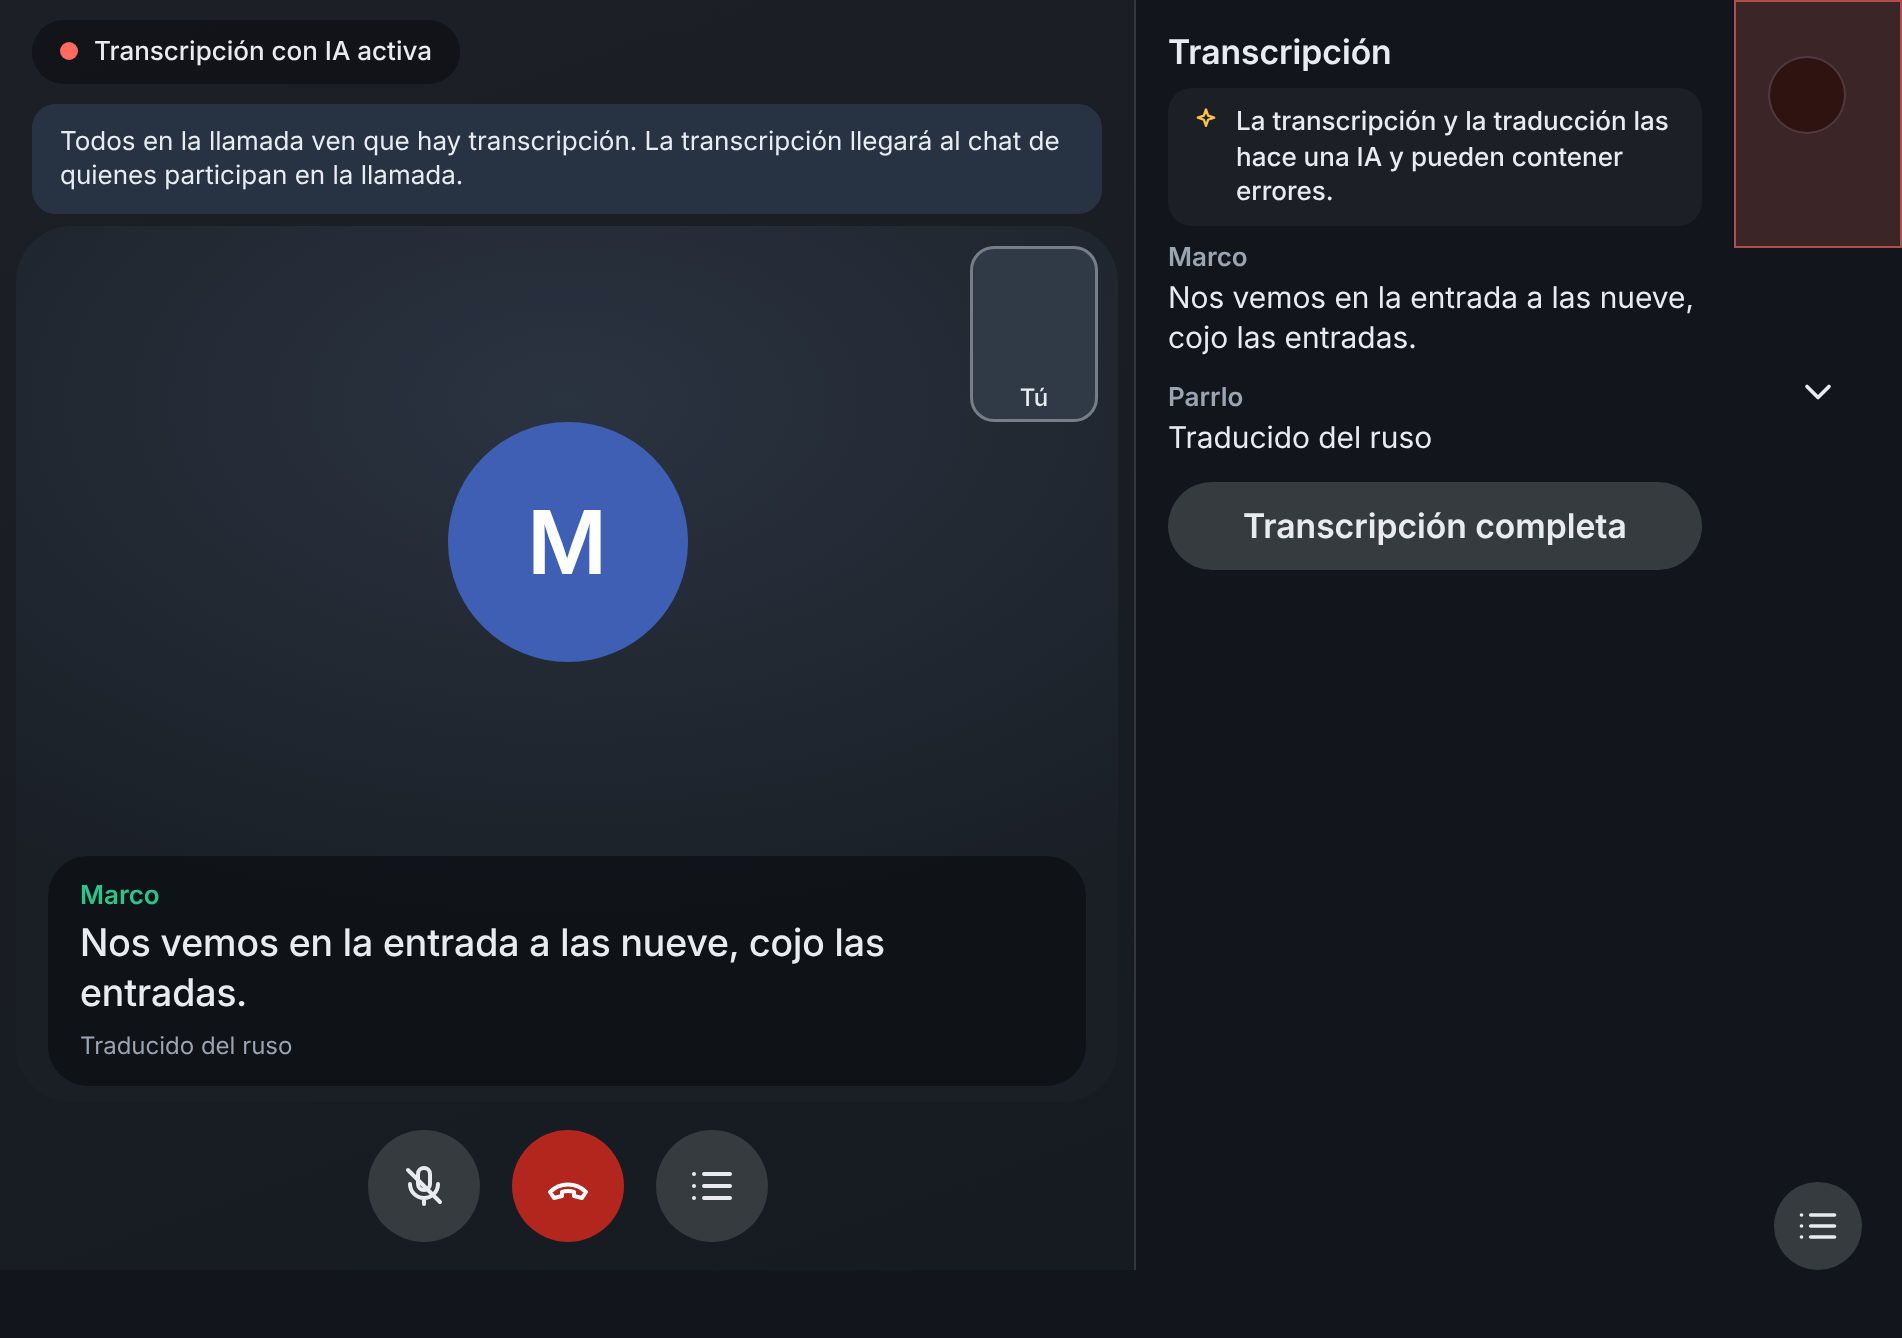 Transcripción con IA activa
Todos en la llamada ven que hay transcripción. La transcripción llegará al chat de
quienes participan en la llamada.
Tú
M
Marco
Nos vemos en la entrada a las nueve, cojo las
entradas.
Traducido del ruso
Transcripción
La transcripción y la traducción las
hace una IA y pueden contener
errores.
Marco
Nos vemos en la entrada a las nueve,
cojo las entradas.
Parrlo
Traducido del ruso
Transcripción completa